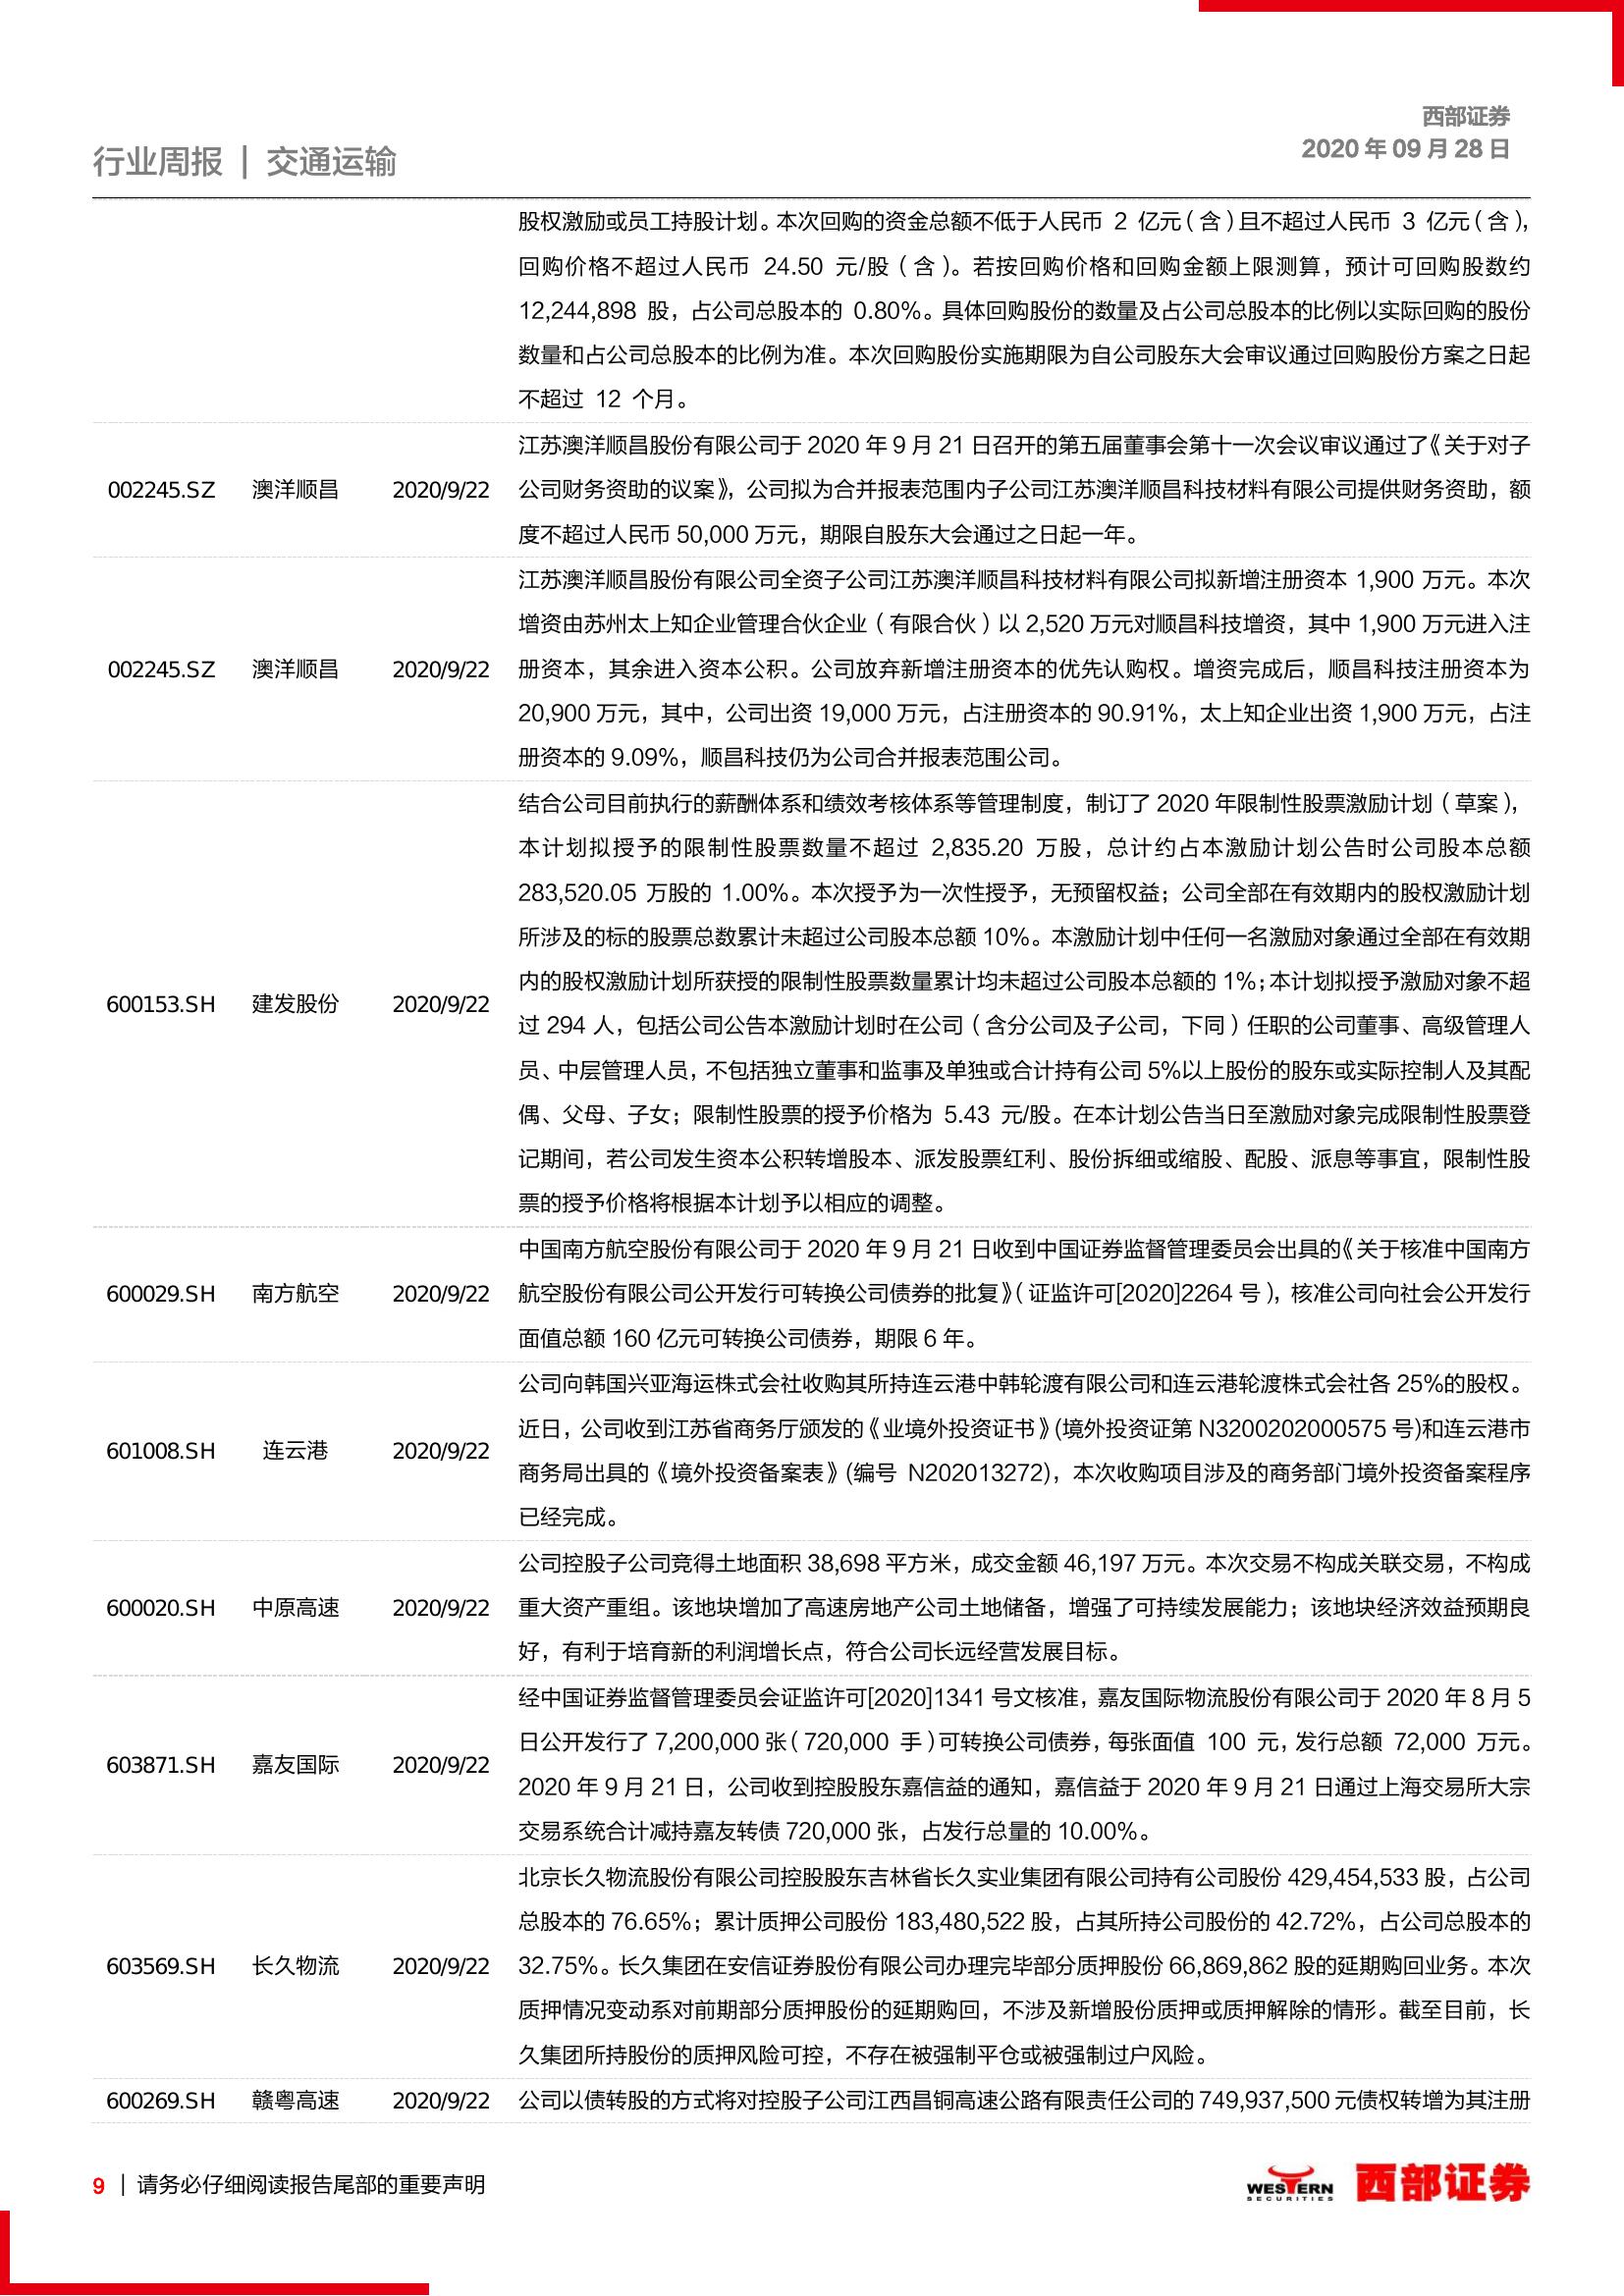 西部证券
2020 年 09 月 28 日
行业周报 | 交通运输
股权激励或员工持股计划。本次回购的资金总额不低于人民币 2 亿元（含）且不超过人民币 3 亿元（含），
回购价格不超过人民币 24.50 元/股（含）。若按回购价格和回购金额上限测算，预计可回购股数约
12,244,898 股，占公司总股本的 0.80%。具体回购股份的数量及占公司总股本的比例以实际回购的股份
数量和占公司总股本的比例为准。本次回购股份实施期限为自公司股东大会审议通过回购股份方案之日起
不超过 12 个月。
江苏澳洋顺昌股份有限公司于 2020 年 9 月 21 日召开的第五届董事会第十一次会议审议通过了《关于对子
002245.SZ 澳洋顺昌 2020/9/22 公司财务资助的议案》，公司拟为合并报表范围内子公司江苏澳洋顺昌科技材料有限公司提供财务资助，额
度不超过人民币 50,000 万元，期限自股东大会通过之日起一年。
江苏澳洋顺昌股份有限公司全资子公司江苏澳洋顺昌科技材料有限公司拟新增注册资本 1,900 万元。本次
增资由苏州太上知企业管理合伙企业（有限合伙）以 2,520 万元对顺昌科技增资，其中 1,900 万元进入注
002245.SZ 澳洋顺昌 2020/9/22 册资本，其余进入资本公积。公司放弃新增注册资本的优先认购权。增资完成后，顺昌科技注册资本为
20,900 万元，其中，公司出资 19,000 万元，占注册资本的 90.91%，太上知企业出资 1,900 万元，占注
册资本的 9.09%，顺昌科技仍为公司合并报表范围公司。
结合公司目前执行的薪酬体系和绩效考核体系等管理制度，制订了 2020 年限制性股票激励计划（草案），
本计划拟授予的限制性股票数量不超过 2,835.20 万股，总计约占本激励计划公告时公司股本总额
283,520.05 万股的 1.00%。本次授予为一次性授予，无预留权益；公司全部在有效期内的股权激励计划
所涉及的标的股票总数累计未超过公司股本总额 10%。本激励计划中任何一名激励对象通过全部在有效期
内的股权激励计划所获授的限制性股票数量累计均未超过公司股本总额的 1%；本计划拟授予激励对象不超
600153.SH 建发股份 2020/9/22 过 294 人，包括公司公告本激励计划时在公司（含分公司及子公司，下同）任职的公司董事、高级管理人
员、中层管理人员，不包括独立董事和监事及单独或合计持有公司 5%以上股份的股东或实际控制人及其配
偶、父母、子女；限制性股票的授予价格为 5.43 元/股。在本计划公告当日至激励对象完成限制性股票登
记期间，若公司发生资本公积转增股本、派发股票红利、股份拆细或缩股、配股、派息等事宜，限制性股
票的授予价格将根据本计划予以相应的调整。
中国南方航空股份有限公司于 2020 年 9 月 21 日收到中国证券监督管理委员会出具的《关于核准中国南方
600029.SH 南方航空 2020/9/22 航空股份有限公司公开发行可转换公司债券的批复》（证监许可[2020]2264 号），核准公司向社会公开发行
面值总额 160 亿元可转换公司债券，期限 6 年。
公司向韩国兴亚海运株式会社收购其所持连云港中韩轮渡有限公司和连云港轮渡株式会社各 25%的股权。
近日，公司收到江苏省商务厅颁发的《业境外投资证书》(境外投资证第 N3200202000575 号)和连云港市
601008.SH 连云港 2020/9/22
商务局出具的《境外投资备案表》(编号 N202013272)，本次收购项目涉及的商务部门境外投资备案程序
已经完成。
公司控股子公司竞得土地面积 38,698 平方米，成交金额 46,197 万元。本次交易不构成关联交易，不构成
600020.SH 中原高速 2020/9/22 重大资产重组。该地块增加了高速房地产公司土地储备，增强了可持续发展能力；该地块经济效益预期良
好，有利于培育新的利润增长点，符合公司长远经营发展目标。
经中国证券监督管理委员会证监许可[2020]1341 号文核准，嘉友国际物流股份有限公司于 2020 年 8 月 5
日公开发行了 7,200,000 张（720,000 手）可转换公司债券，每张面值 100 元，发行总额 72,000 万元。
603871.SH 嘉友国际 2020/9/22
2020 年 9 月 21 日，公司收到控股股东嘉信益的通知，嘉信益于 2020 年 9 月 21 日通过上海交易所大宗
交易系统合计减持嘉友转债 720,000 张，占发行总量的 10.00%。
北京长久物流股份有限公司控股股东吉林省长久实业集团有限公司持有公司股份 429,454,533 股，占公司
总股本的 76.65%；累计质押公司股份 183,480,522 股，占其所持公司股份的 42.72%，占公司总股本的
603569.SH 长久物流 2020/9/22 32.75%。长久集团在安信证券股份有限公司办理完毕部分质押股份 66,869,862 股的延期购回业务。本次
质押情况变动系对前期部分质押股份的延期购回，不涉及新增股份质押或质押解除的情形。截至目前，长
久集团所持股份的质押风险可控，不存在被强制平仓或被强制过户风险。
600269.SH 赣粤高速 2020/9/22 公司以债转股的方式将对控股子公司江西昌铜高速公路有限责任公司的 749,937,500 元债权转增为其注册
9 | 请务必仔细阅读报告尾部的重要声明
WESTERN
SECURITIES
西部证券